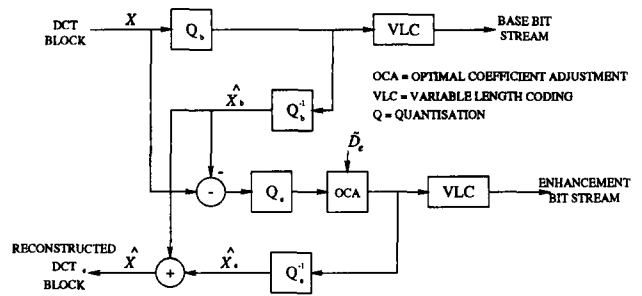 DCT
BLOCK
X
Q_b
VLC
BASE BIT
STREAM
OCA = OPTIMAL COEFFICIENT ADJUSTMENT
VLC = VARIABLE LENGTH CODING
Q = QUANTISATION
X̂_b
Q_b^-1
D̃_e
-
-
Q_e
OCA
VLC
ENHANCEMENT
BIT STREAM
RECONSTRUCTED
DCT
BLOCK
X̂
+
X̂_e
Q_e^-1